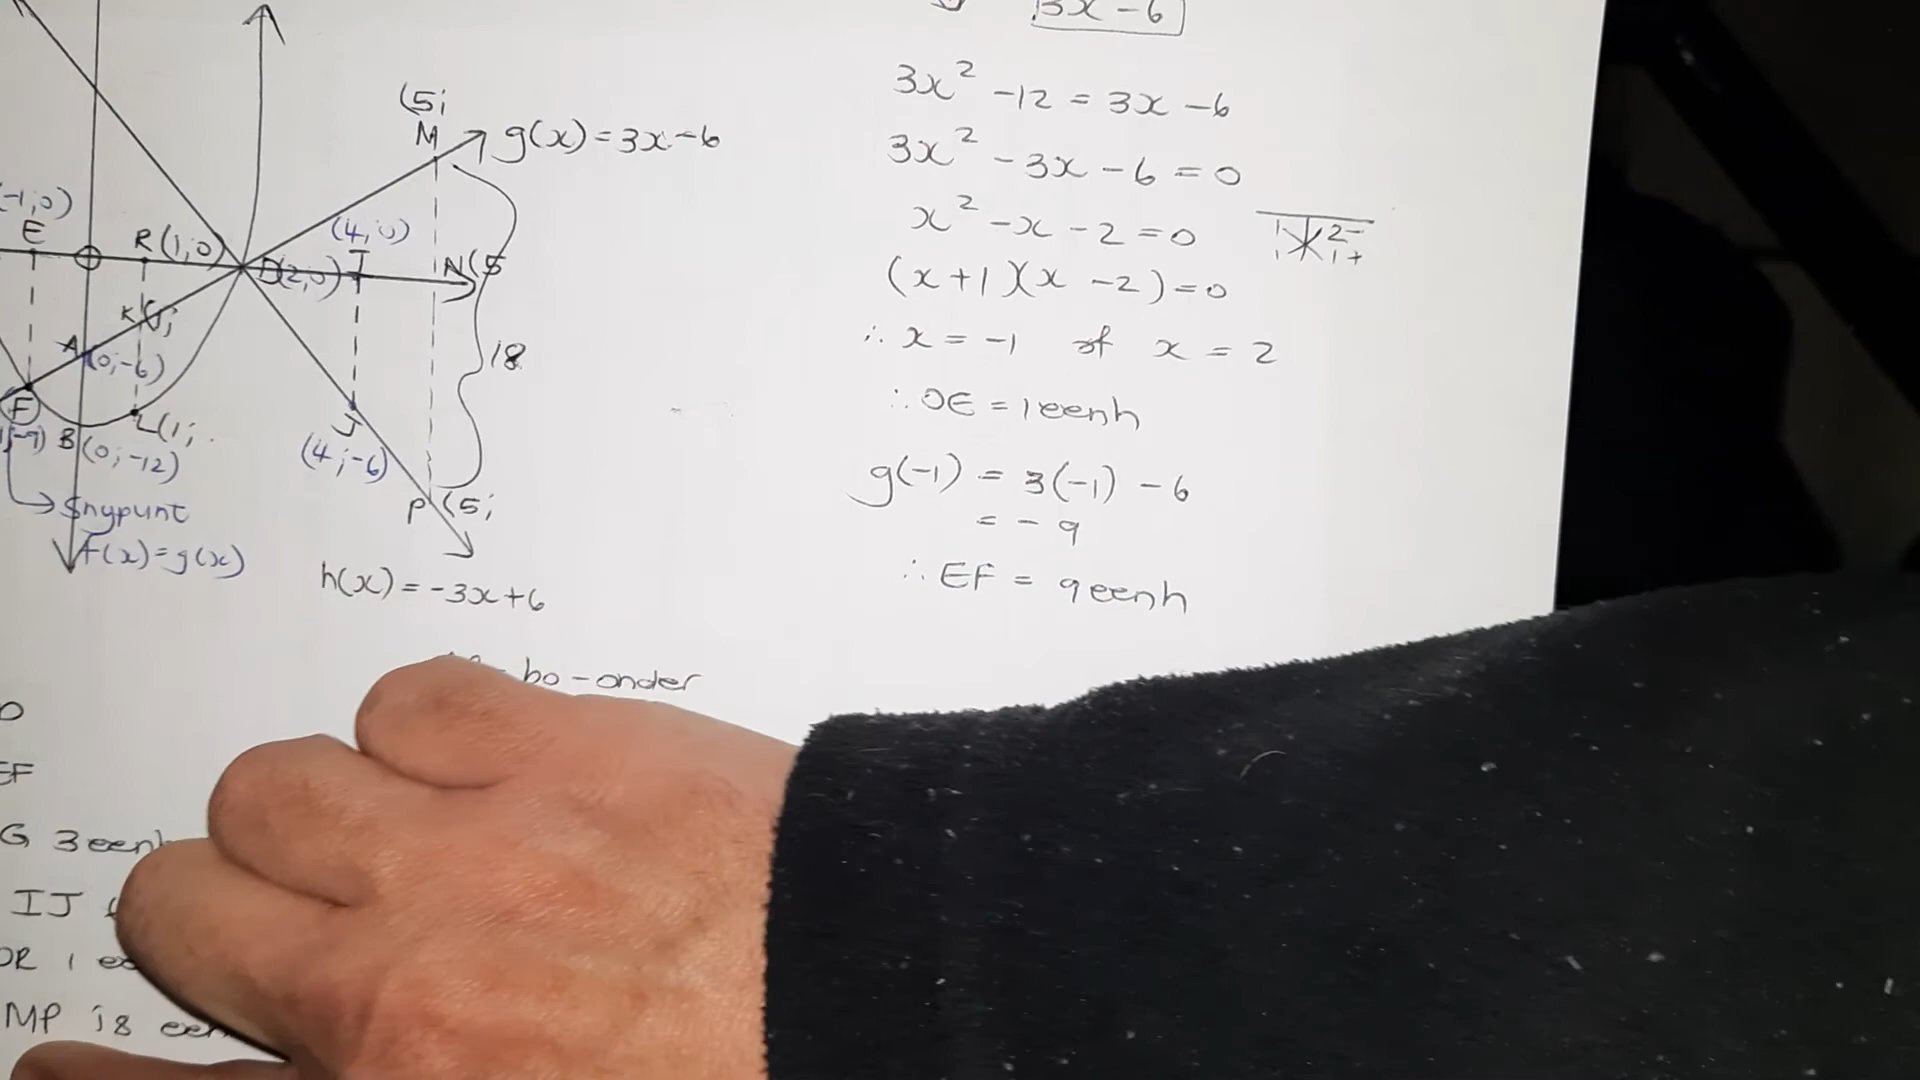 3x - 6
3x² - 12 = 3x - 6
3x² - 3x - 6 = 0
x² - x - 2 = 0
(x + 1)(x - 2) = 0
∴ x = -1 of x = 2
∴ OE = 1 eenh
g(-1) = 3(-1) - 6
= - 9
∴ EF = 9 eenh
(5;
M
g(x) = 3x - 6
(-1;0)
E
R (1;0)
(4;0)
D(2;0)
N(5
K(1;
A
(0;-6)
18
F
B (0;-12)
L(1;
J
(4;-6)
P (5;
Snypunt
f(x) = g(x)
h(x) = -3x + 6
bo - onder
EF
G 3 eenh
IJ
OR 1
MP 18